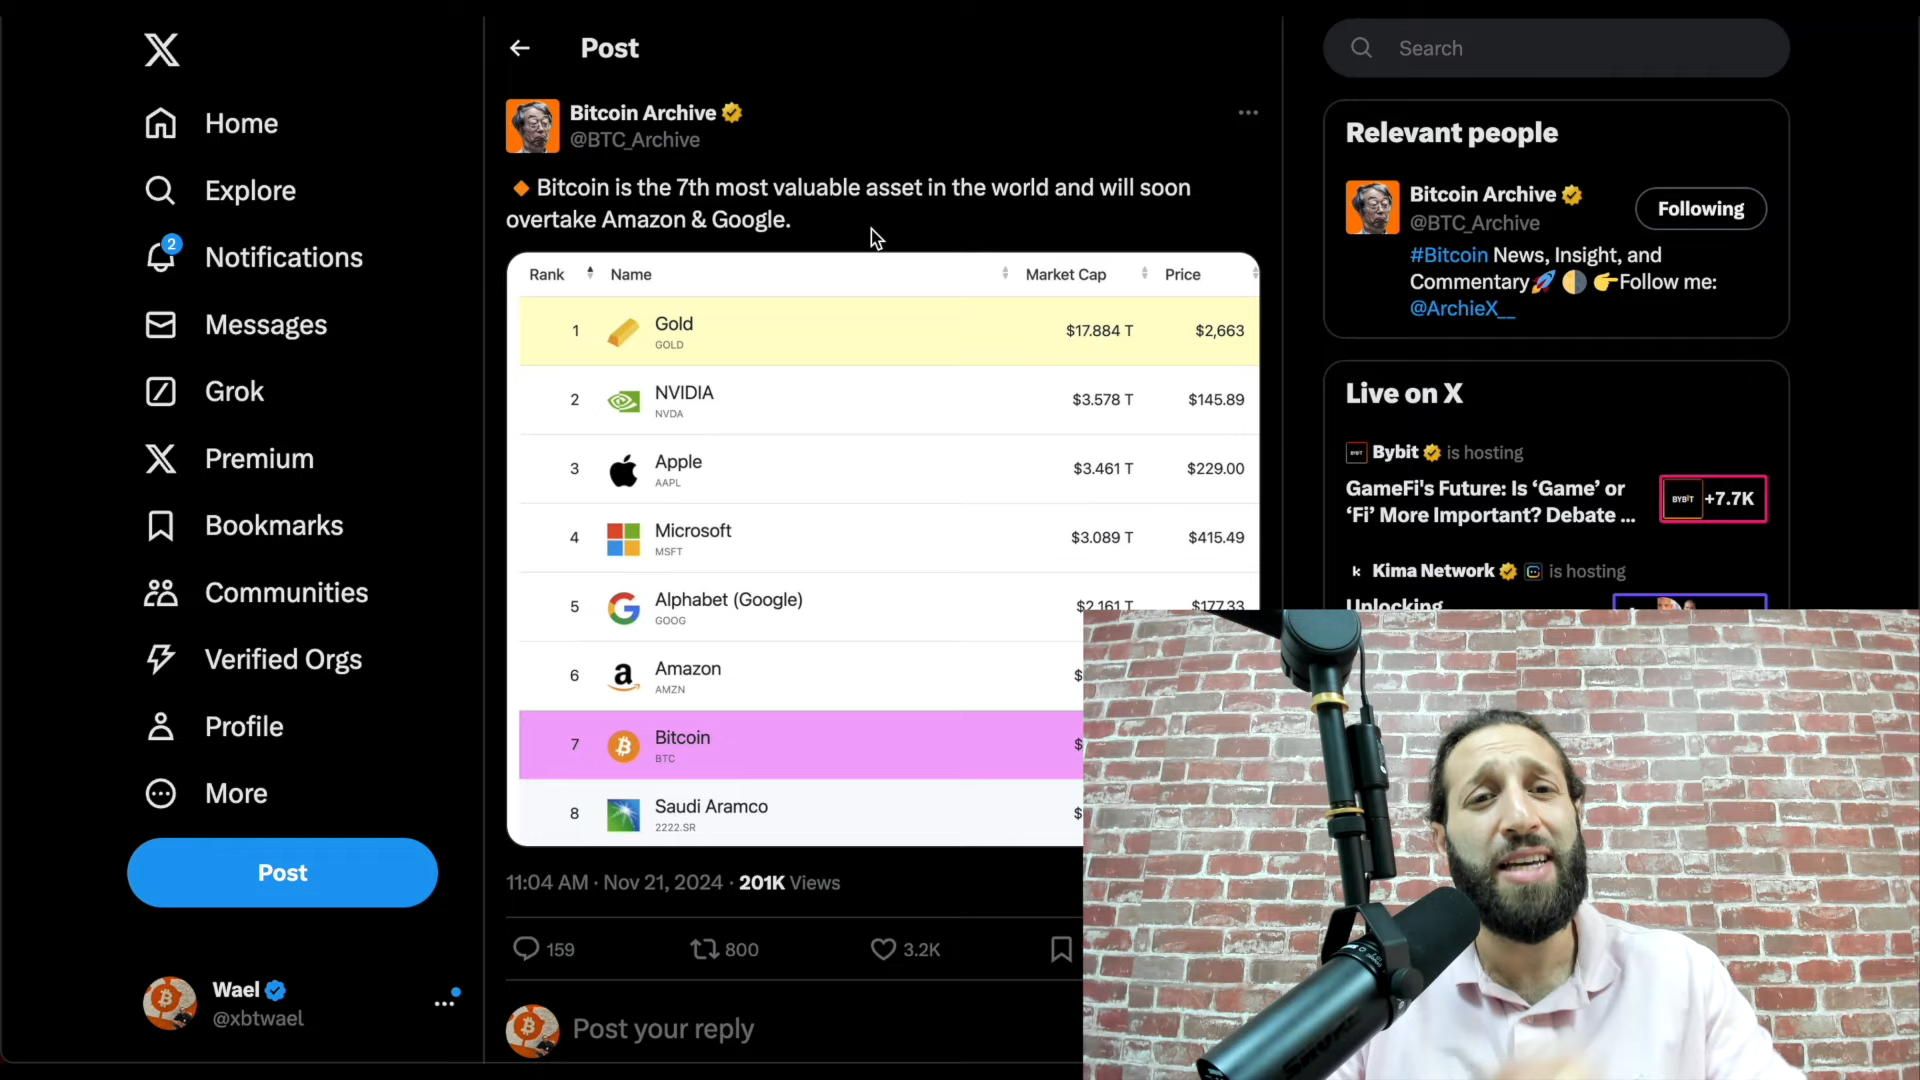 Home
Explore
2
Notifications
Messages
Grok
Premium
Bookmarks
Communities
Verified Orgs
Profile
More
Post
Wael
@xbtwael
Post
Bitcoin Archive
@BTC_Archive
Bitcoin is the 7th most valuable asset in the world and will soon
overtake Amazon & Google.
Rank Name Market Cap Price
1 Gold $17.884 T $2,663
GOLD
2 NVIDIA $3.578 T $145.89
NVDA
3 Apple $3.461 T $229.00
AAPL
4 Microsoft $3.089 T $415.49
MSFT
5 Alphabet (Google) $2.161 T $177.33
GOOG
6 Amazon $
AMZN
7 Bitcoin $
BTC
8 Saudi Aramco $
2222.SR
11:04 AM · Nov 21, 2024 · 201K Views
159 800 3.2K
Post your reply
Search
Relevant people
Bitcoin Archive
@BTC_Archive
Following
#Bitcoin News, Insight, and
Commentary🚀 🌗 👉Follow me:
@ArchieX__
Live on X
Bybit is hosting
GameFi's Future: Is ‘Game’ or
‘Fi’ More Important? Debate ...
BYBIT +7.7K
Kima Network is hosting
Unlocking
SHURE